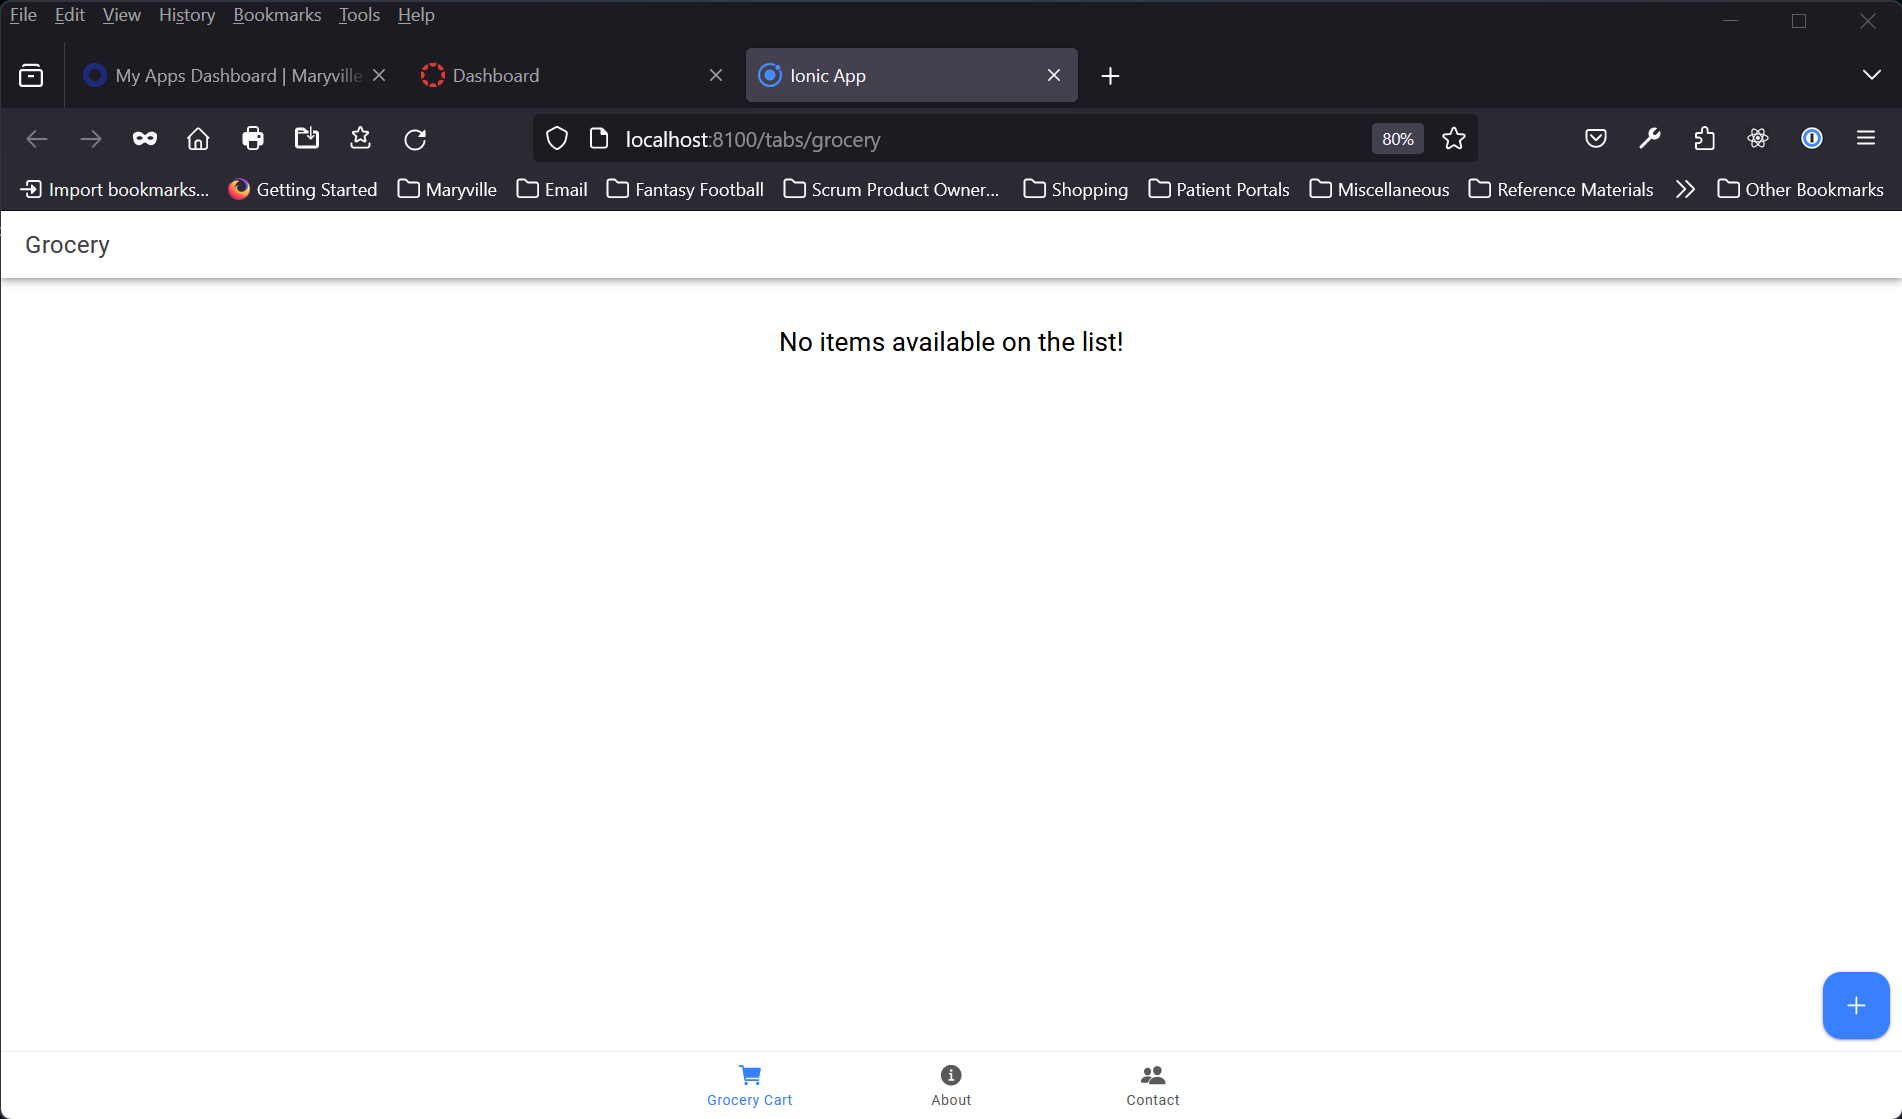 File Edit View History Bookmarks Tools Help
My Apps Dashboard | Maryville
Dashboard
Ionic App
localhost:8100/tabs/grocery
80%
Import bookmarks... Getting Started Maryville Email Fantasy Football Scrum Product Owner... Shopping Patient Portals Miscellaneous Reference Materials Other Bookmarks
Grocery
No items available on the list!
Grocery Cart About Contact